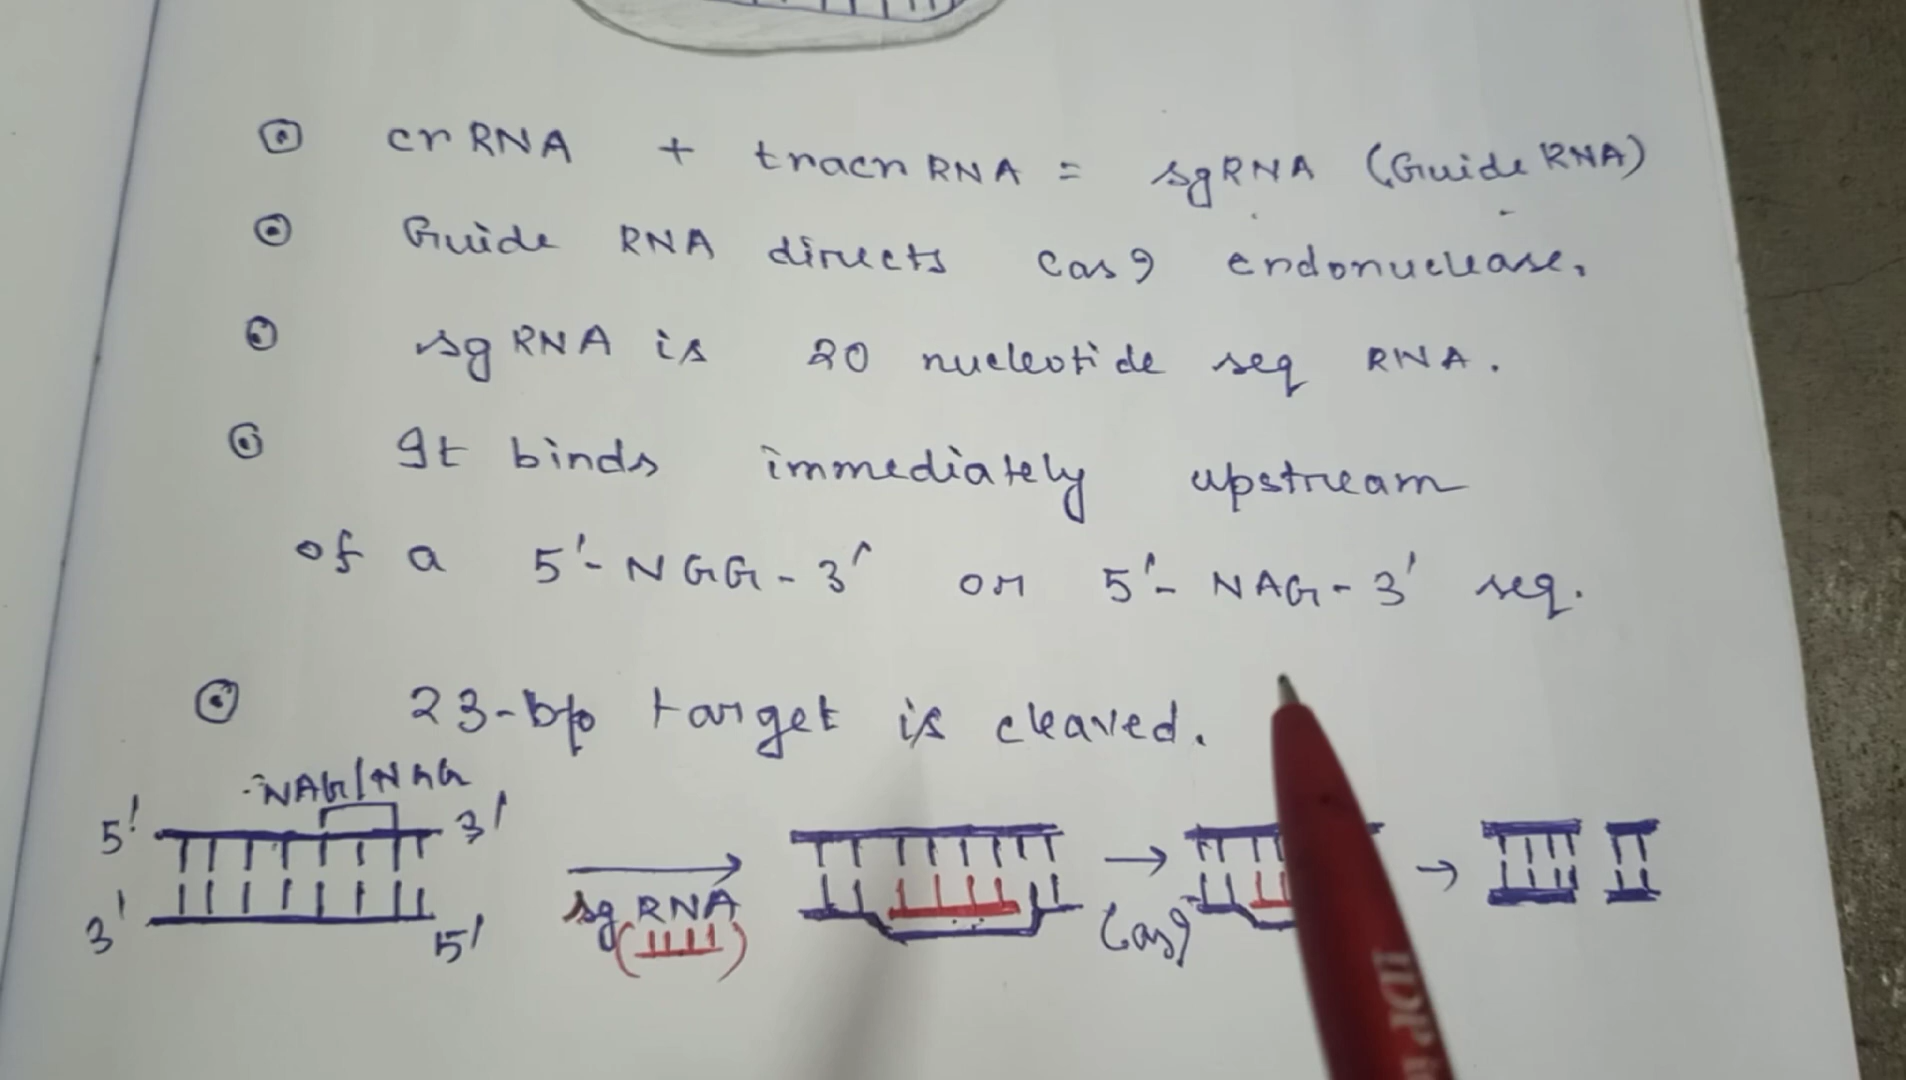 crRNA + tracrRNA = sgRNA (Guide RNA)
Guide RNA directs cas9 endonuclease.
sgRNA is 20 nucleotide seq RNA.
It binds immediately upstream
of a 5'-NGG-3' or 5'-NAG-3' seq.
23-bp target is cleaved.
NAG/NGG
5' 3'
3' 5'
sgRNA
Cas9